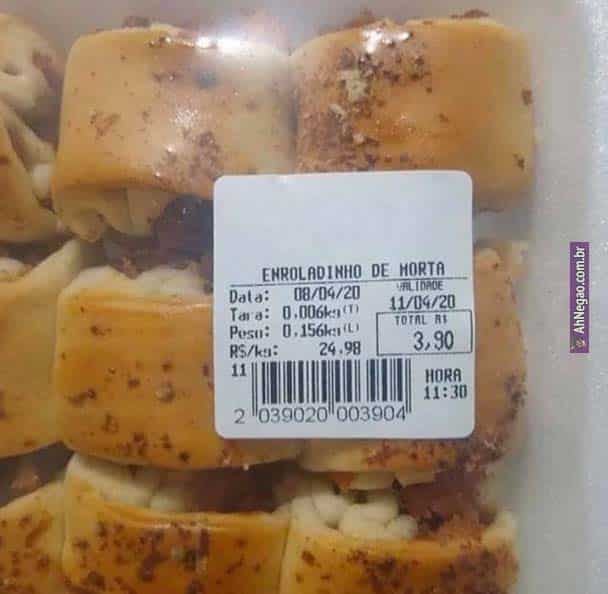 ENROLADINHO DE MORTA
Data: 08/04/20
VALIDADE
11/04/20
Tara: 0.006kg(T)
Peso: 0.156kg(L)
TOTAL R$
3,90
R$/kg: 24,98
11
HORA
11:30
2 039020 003904
AhNegao.com.br